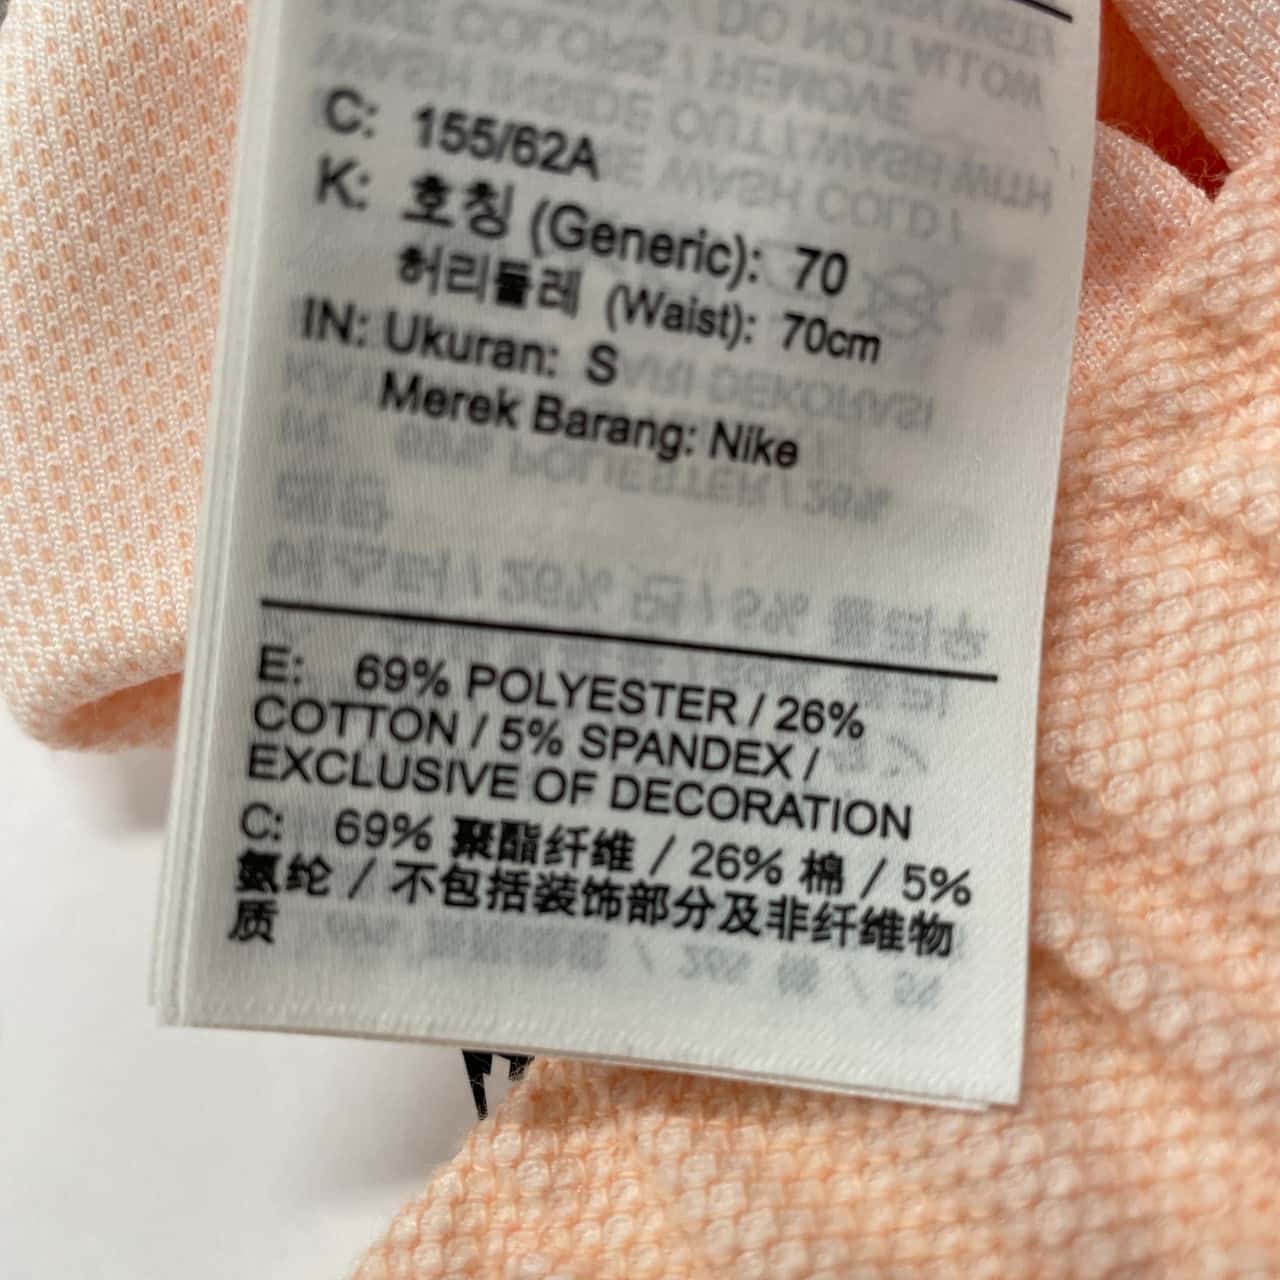 C: 155/62A
K: 호칭 (Generic): 70
허리둘레 (Waist): 70cm
IN: Ukuran: S
Merek Barang: Nike
E: 69% POLYESTER / 26%
COTTON / 5% SPANDEX /
EXCLUSIVE OF DECORATION
C: 69% 聚酯纤维 / 26% 棉 / 5%
氨纶 / 不包括装饰部分及非纤维物
质